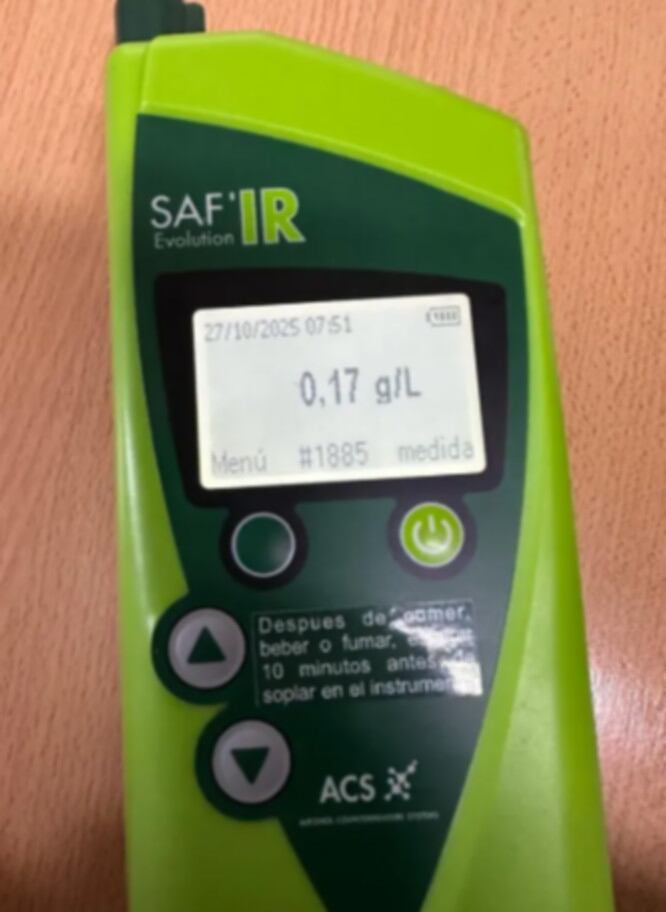 SAF'IR
Evolution
27/10/2025 07:51
0,17 g/L
Menú #1885 medida
Despues de comer,
beber o fumar,
10 minutos antes de
soplar en el
ACS